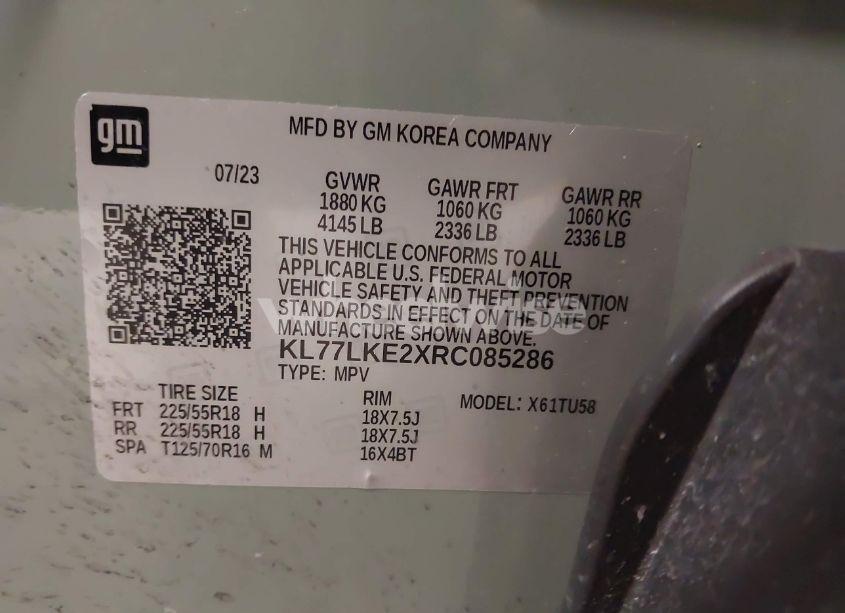 gm
MFD BY GM KOREA COMPANY
07/23
GVWR
1880 KG
4145 LB
GAWR FRT
1060 KG
2336 LB
GAWR RR
1060 KG
2336 LB
THIS VEHICLE CONFORMS TO ALL
APPLICABLE U.S. FEDERAL MOTOR
VEHICLE SAFETY AND THEFT PREVENTION
STANDARDS IN EFFECT ON THE DATE OF
MANUFACTURE SHOWN ABOVE.
KL77LKE2XRC085286
TYPE: MPV
MODEL: X61TU58
TIRE SIZE
RIM
FRT 225/55R18 H 18X7.5J
RR 225/55R18 H 18X7.5J
SPA T125/70R16 M 16X4BT